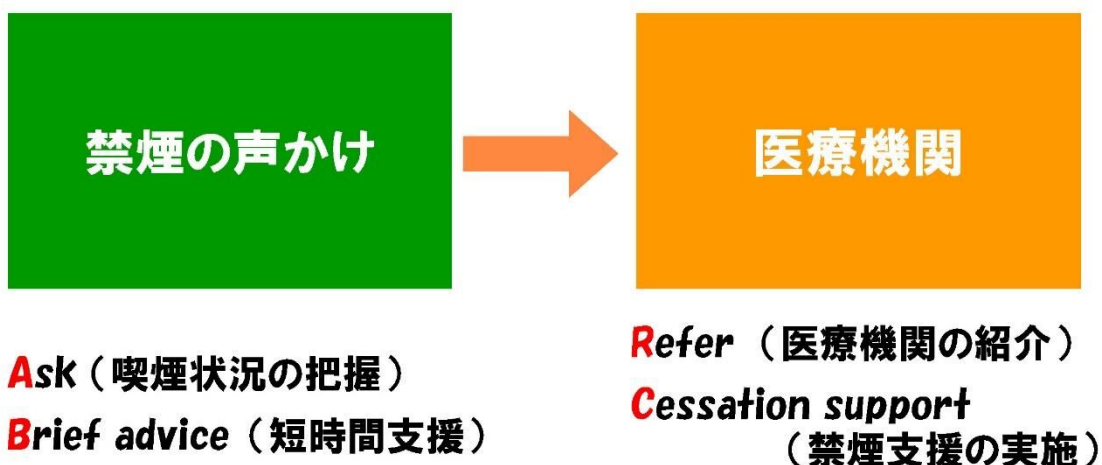 禁煙の声かけ
医療機関
Ask（喫煙状況の把握）
Brief advice（短時間支援）
Refer（医療機関の紹介）
Cessation support
（禁煙支援の実施）